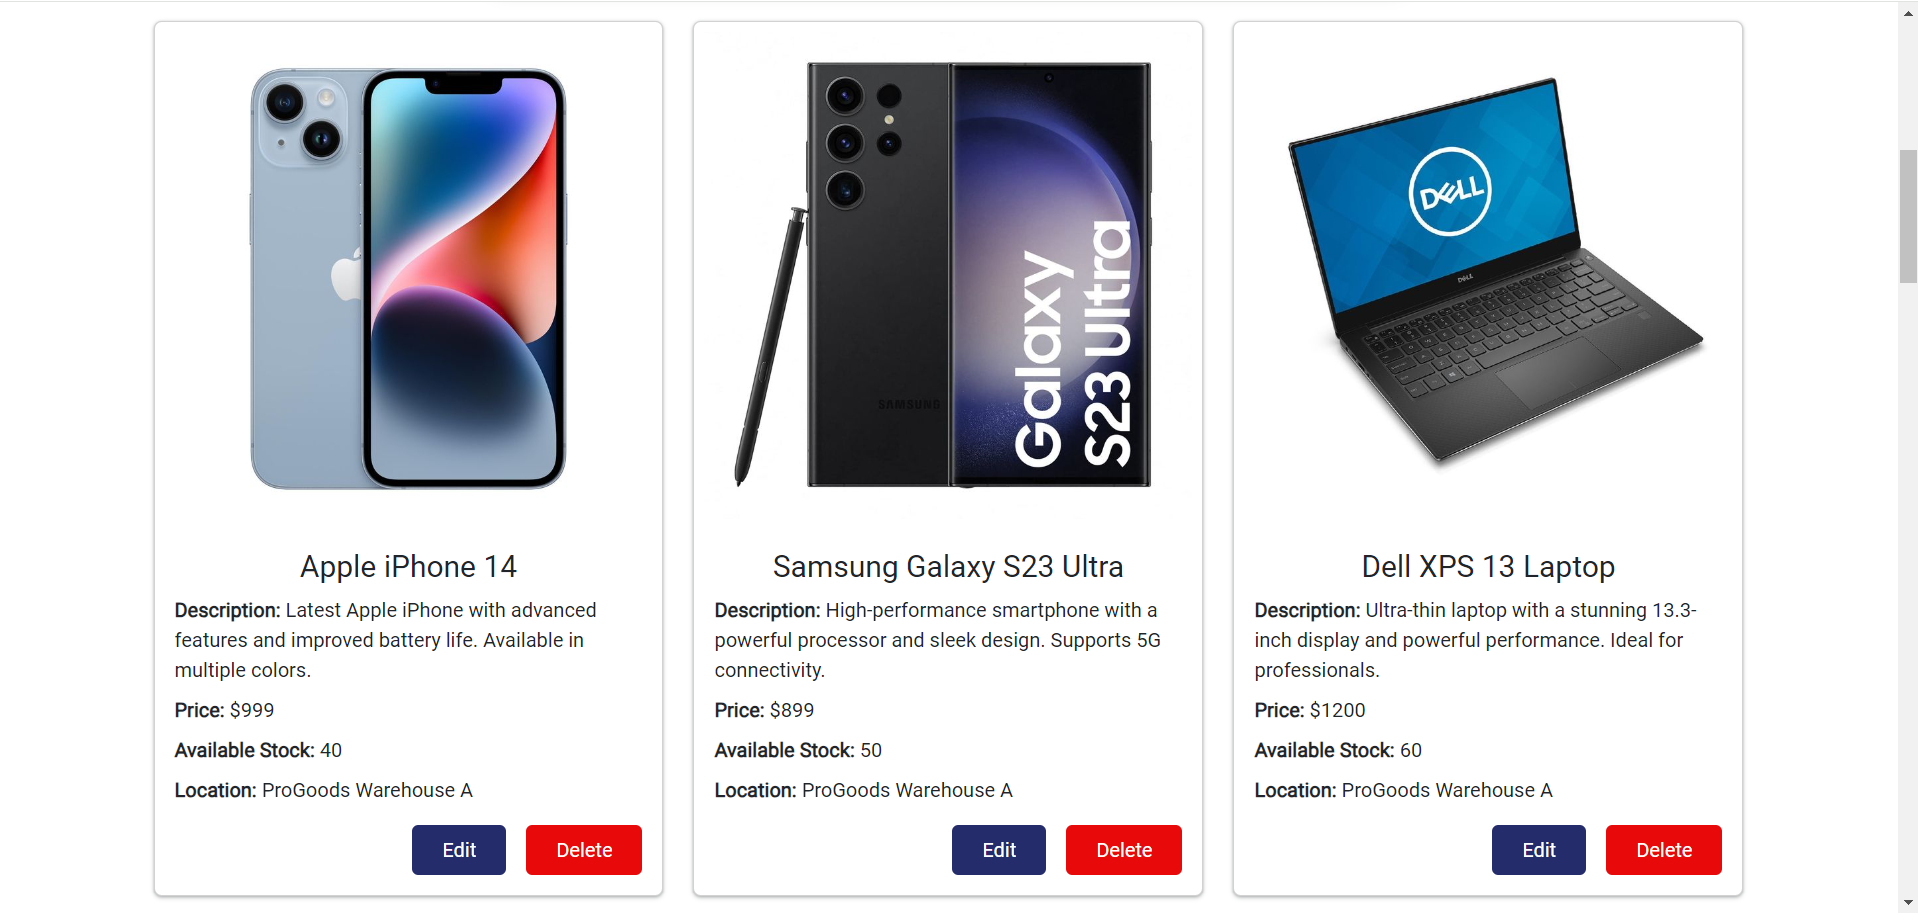 SAMSUNG
Galaxy
S23 Ultra
DELL
DELL
Apple iPhone 14
Description: Latest Apple iPhone with advanced
features and improved battery life. Available in
multiple colors.
Price: $999
Available Stock: 40
Location: ProGoods Warehouse A
Edit Delete
Samsung Galaxy S23 Ultra
Description: High-performance smartphone with a
powerful processor and sleek design. Supports 5G
connectivity.
Price: $899
Available Stock: 50
Location: ProGoods Warehouse A
Edit Delete
Dell XPS 13 Laptop
Description: Ultra-thin laptop with a stunning 13.3-
inch display and powerful performance. Ideal for
professionals.
Price: $1200
Available Stock: 60
Location: ProGoods Warehouse A
Edit Delete